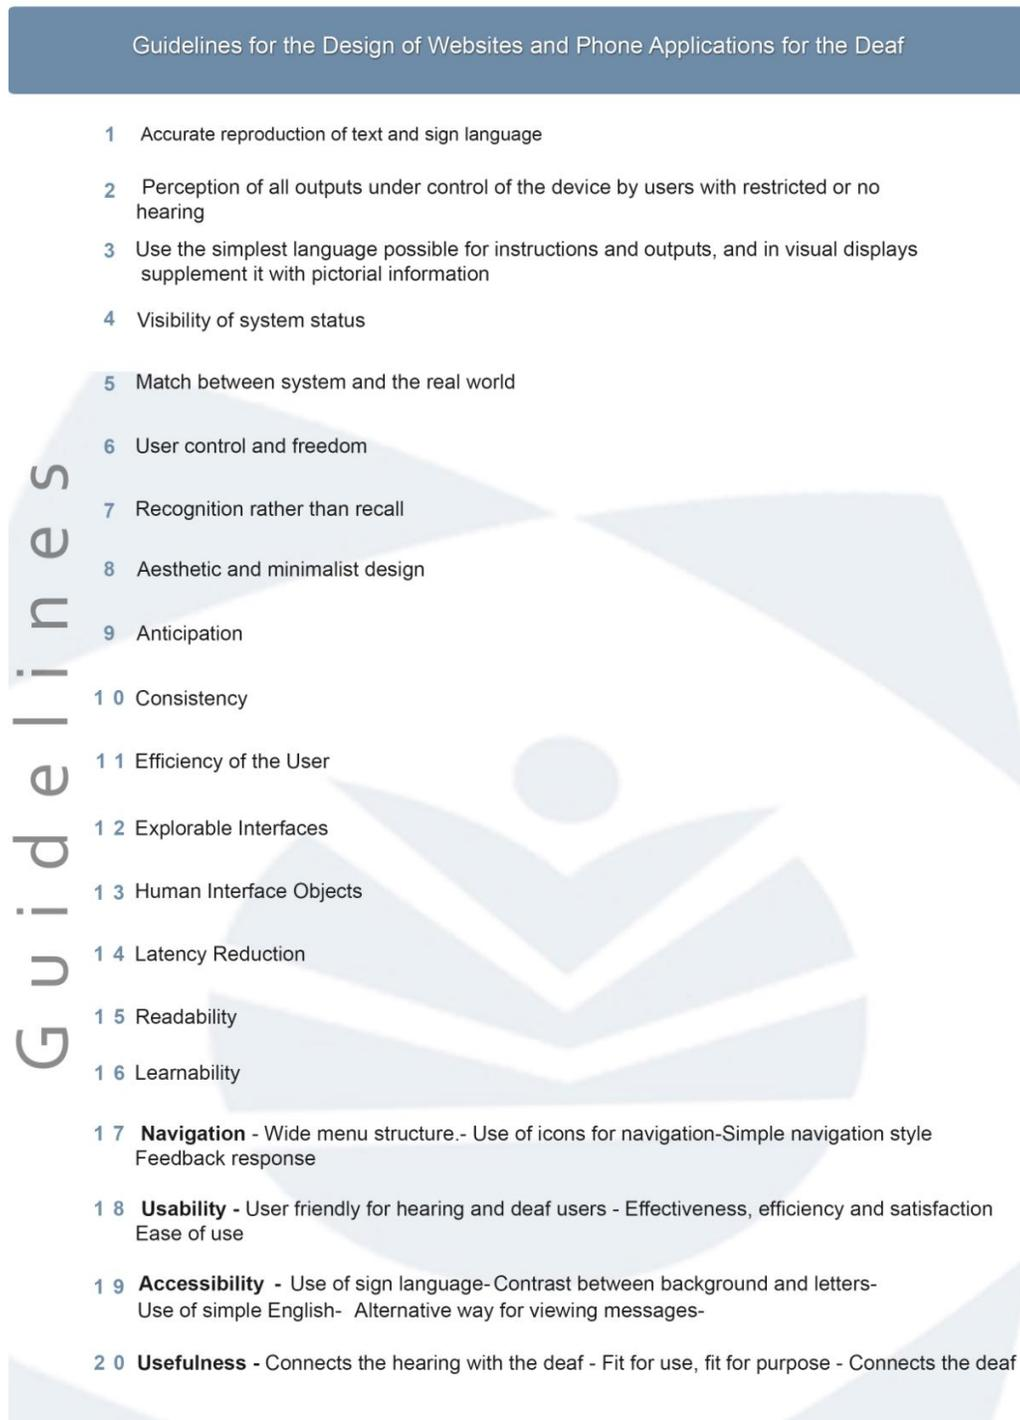 Guidelines for the Design of Websites and Phone Applications for the Deaf
Guidelines
1 Accurate reproduction of text and sign language
2 Perception of all outputs under control of the device by users with restricted or no
hearing
3 Use the simplest language possible for instructions and outputs, and in visual displays
supplement it with pictorial information
4 Visibility of system status
5 Match between system and the real world
6 User control and freedom
7 Recognition rather than recall
8 Aesthetic and minimalist design
9 Anticipation
10 Consistency
11 Efficiency of the User
12 Explorable Interfaces
13 Human Interface Objects
14 Latency Reduction
15 Readability
16 Learnability
17 Navigation - Wide menu structure.- Use of icons for navigation-Simple navigation style
Feedback response
18 Usability - User friendly for hearing and deaf users - Effectiveness, efficiency and satisfaction
Ease of use
19 Accessibility - Use of sign language-Contrast between background and letters-
Use of simple English- Alternative way for viewing messages-
20 Usefulness - Connects the hearing with the deaf - Fit for use, fit for purpose - Connects the deaf